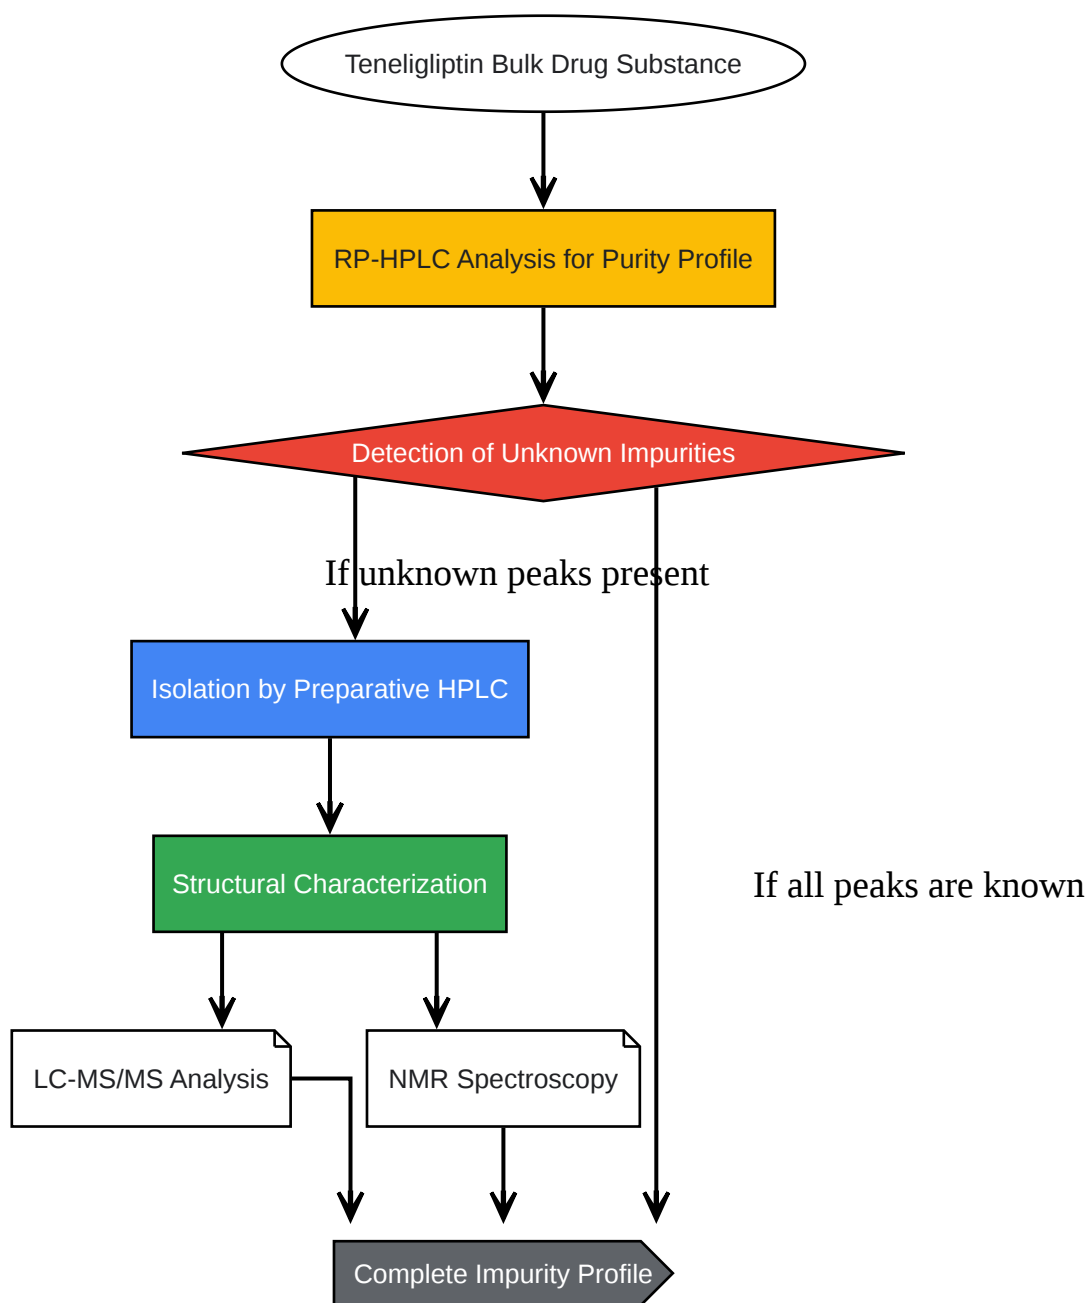 Teneligliptin Bulk Drug Substance
RP-HPLC Analysis for Purity Profile
Detection of Unknown Impurities
If unknown peaks present
Isolation by Preparative HPLC
Structural Characterization
If all peaks are known
LC-MS/MS Analysis
NMR Spectroscopy
Complete Impurity Profile